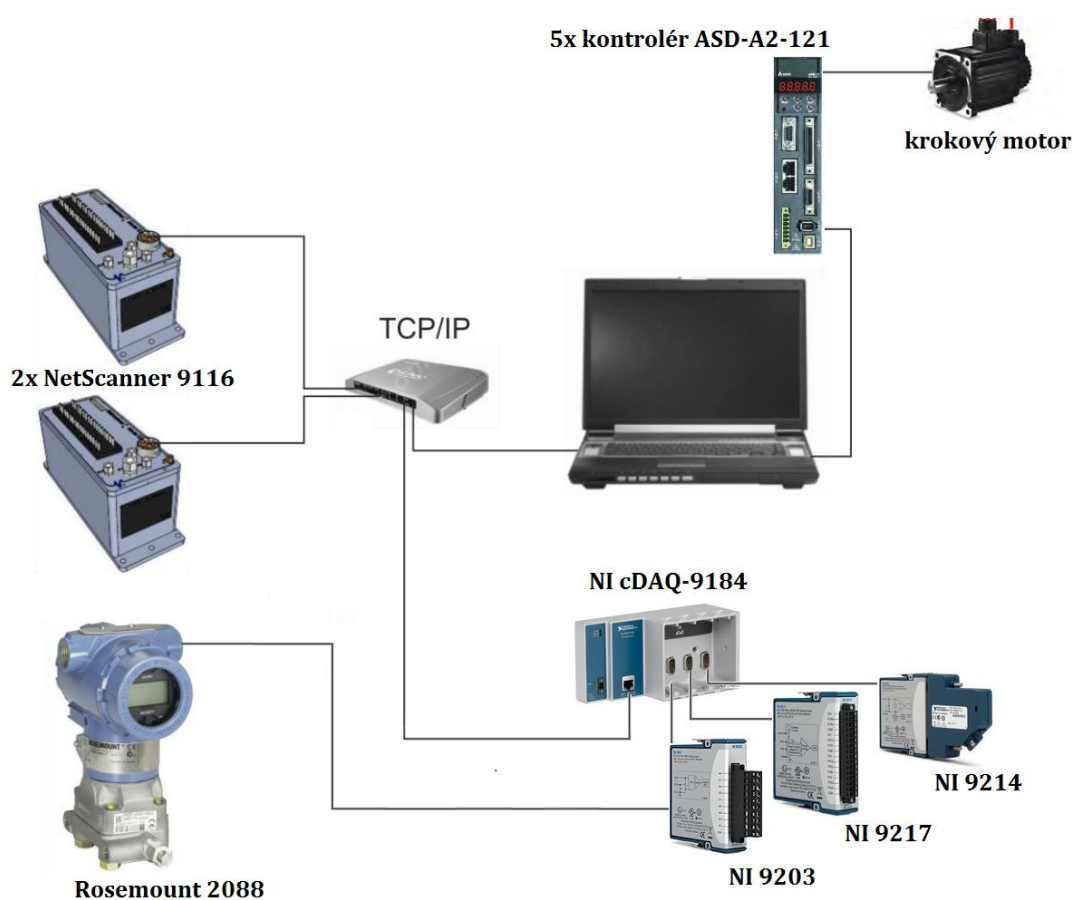 5x kontrolér ASD-A2-121
krokový motor
TCP/IP
2x NetScanner 9116
NI cDAQ-9184
NI 9214
NI 9217
NI 9203
ROSEMOUNT
Rosemount 2088